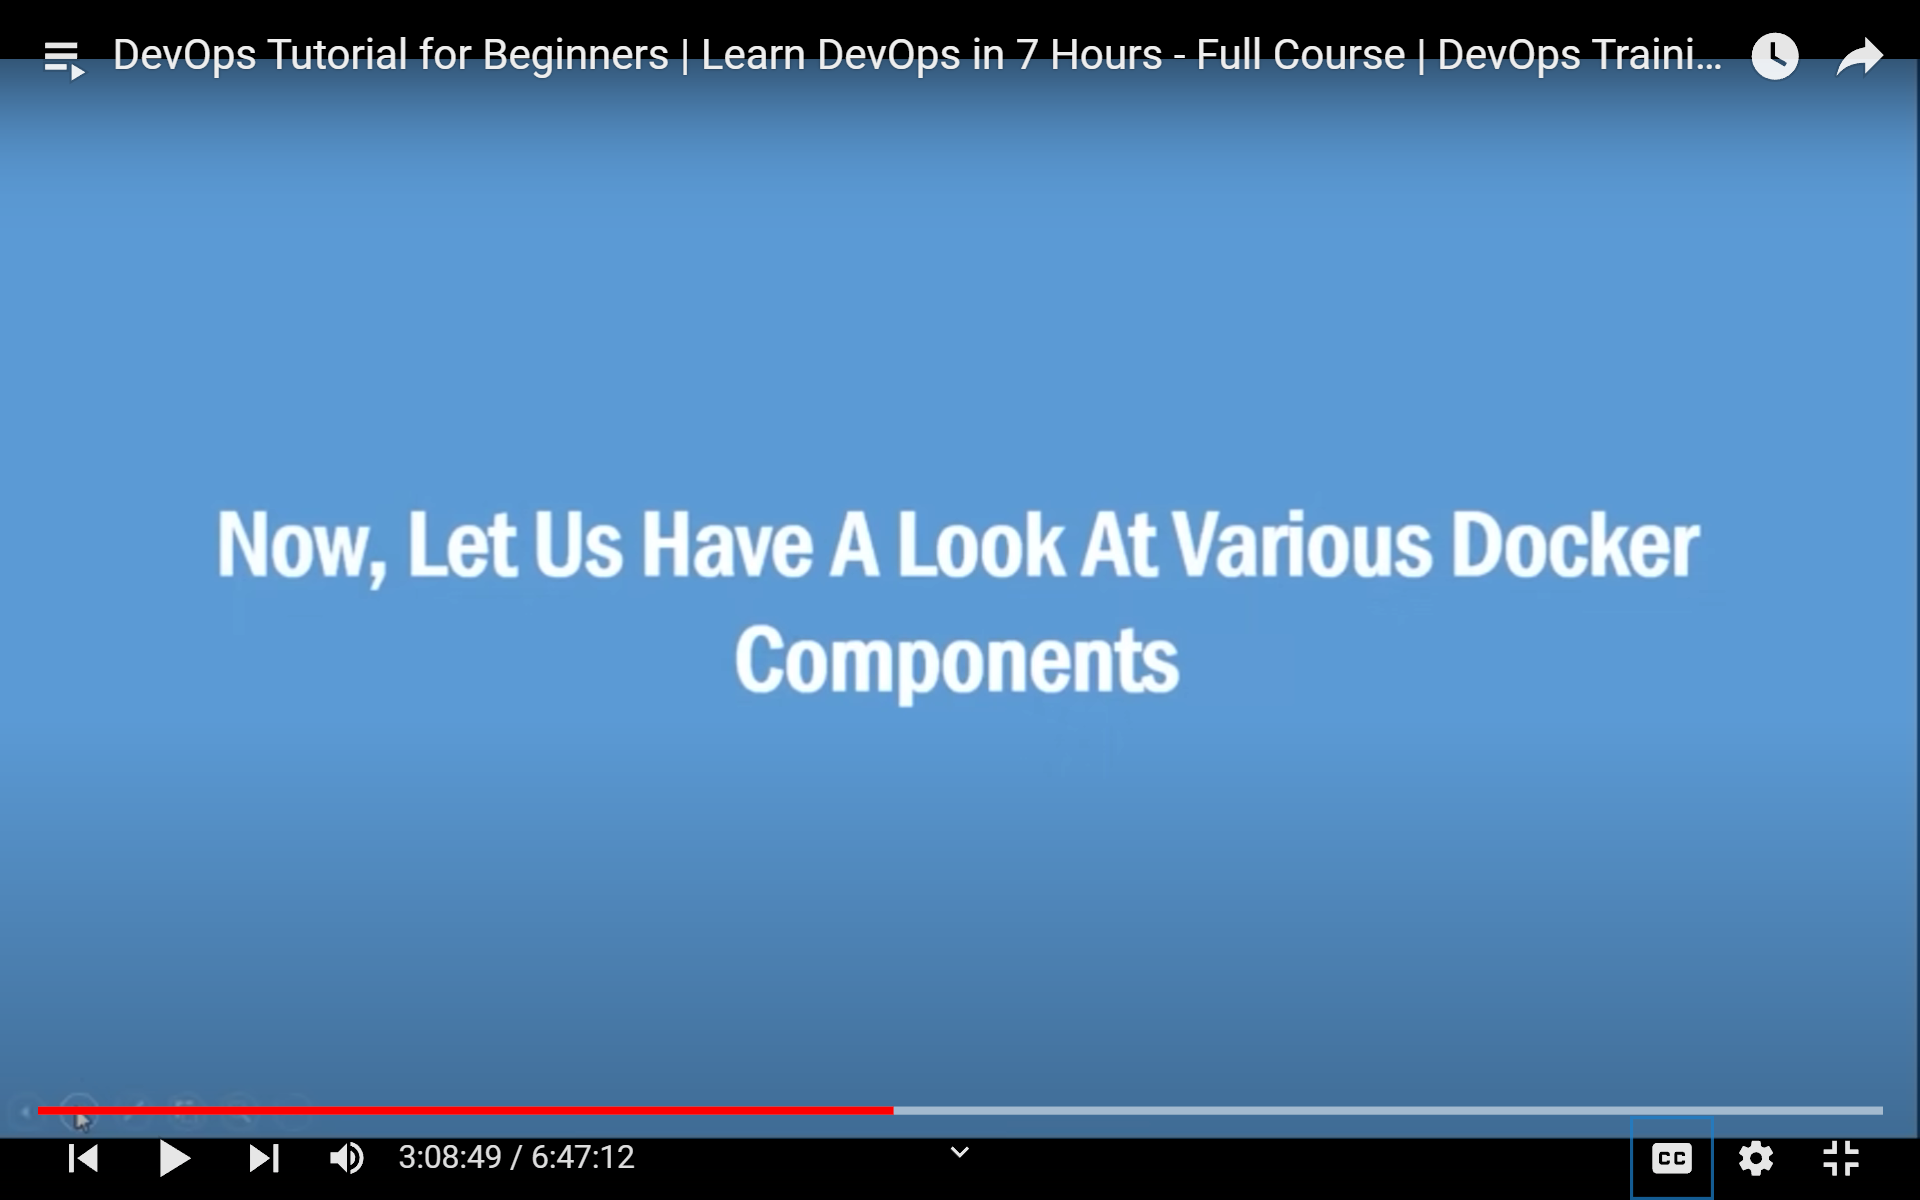 DevOps Tutorial for Beginners | Learn DevOps in 7 Hours - Full Course | DevOps Traini...
Now, Let Us Have A Look At Various Docker
Components
3:08:49 / 6:47:12
CC